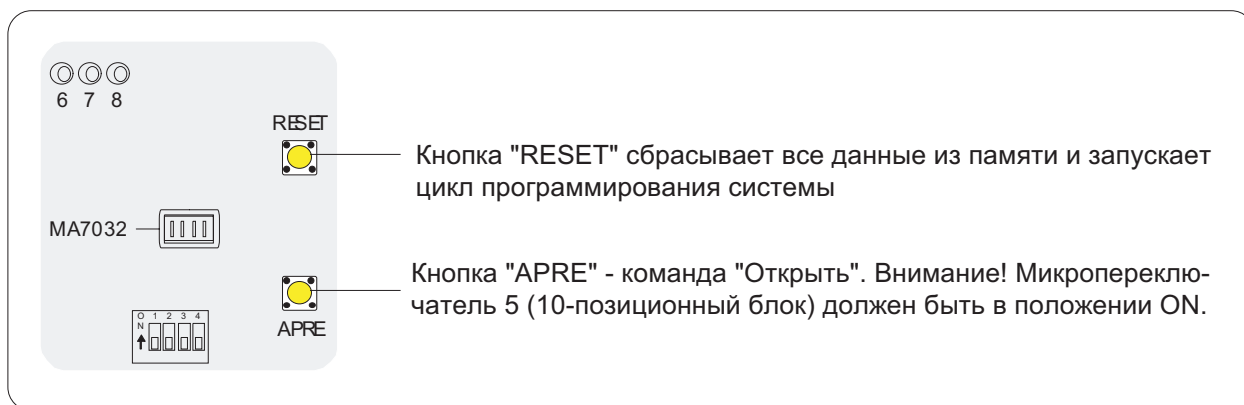 6 7 8
RESET
Кнопка "RESET" сбрасывает все данные из памяти и запускает
цикл программирования системы
MA7032
Кнопка "APRE" - команда "Открыть". Внимание! Микропереклю-
чатель 5 (10-позиционный блок) должен быть в положении ON.
APRE
ON 1 2 3 4